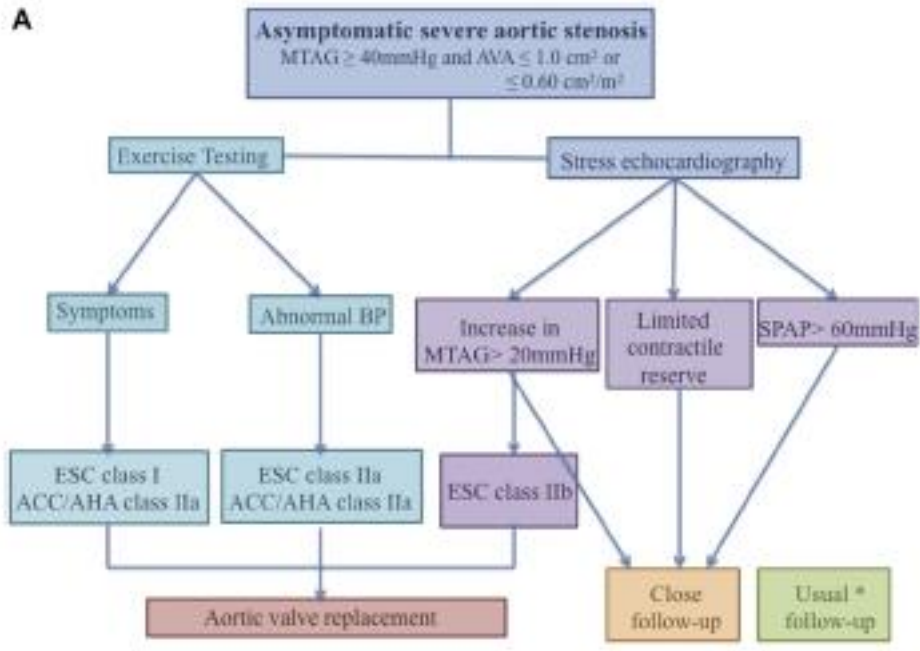 A
Asymptomatic severe aortic stenosis
MTAG ≥ 40mmHg and AVA ≤ 1.0 cm² or
≤ 0.60 cm²/m²
Exercise Testing
Stress echocardiography
Symptoms
Abnormal BP
Increase in
MTAG> 20mmHg
Limited
contractile
reserve
SPAP> 60mmHg
ESC class I
ACC/AHA class IIa
ESC class IIa
ACC/AHA class IIa
ESC class IIb
Aortic valve replacement
Close
follow-up
Usual *
follow-up